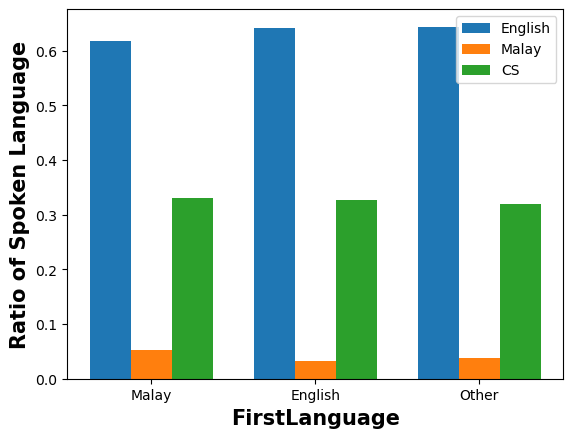 Ratio of Spoken Language
0.6
0.5
0.4
0.3
0.2
0.1
0.0
English
Malay
CS
Malay English Other
FirstLanguage